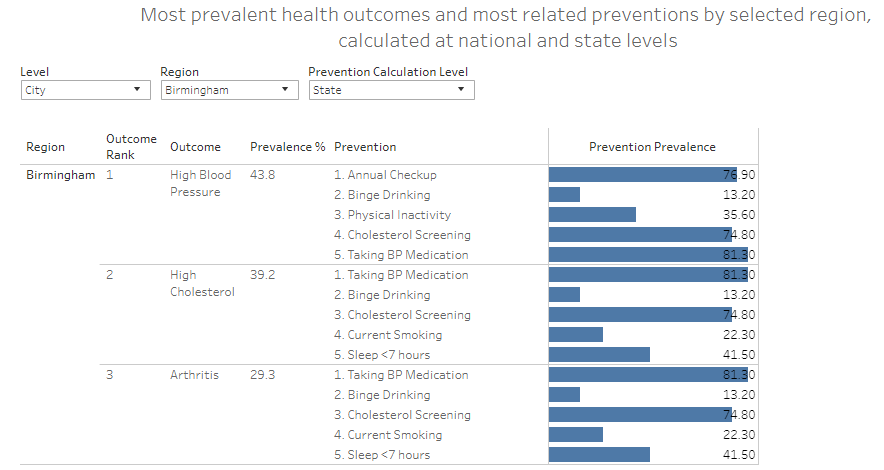 Most prevalent health outcomes and most related preventions by selected region,
calculated at national and state levels
Level Region Prevention Calculation Level
City Birmingham State
Region Outcome Rank Outcome Prevalence % Prevention Prevention Prevalence
Birmingham 1 High Blood Pressure 43.8 1. Annual Checkup 76.90
2. Binge Drinking 13.20
3. Physical Inactivity 35.60
4. Cholesterol Screening 74.80
5. Taking BP Medication 81.30
2 High Cholesterol 39.2 1. Taking BP Medication 81.30
2. Binge Drinking 13.20
3. Cholesterol Screening 74.80
4. Current Smoking 22.30
5. Sleep <7 hours 41.50
3 Arthritis 29.3 1. Taking BP Medication 81.30
2. Binge Drinking 13.20
3. Cholesterol Screening 74.80
4. Current Smoking 22.30
5. Sleep <7 hours 41.50